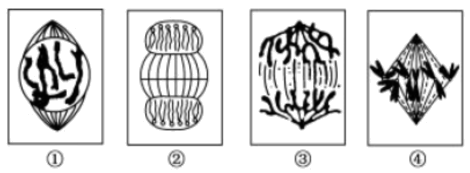 ① ② ③ ④